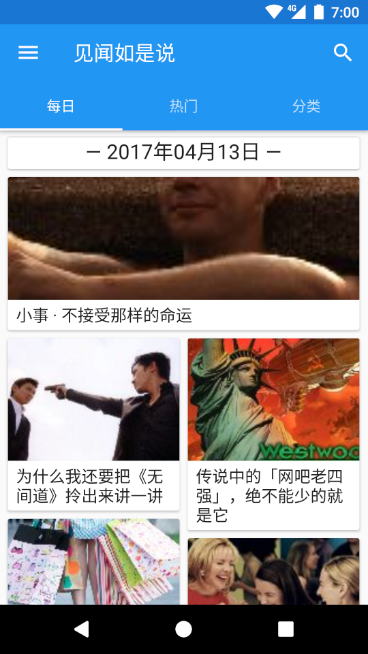 4G 7:00
见闻如是说
每日 热门 分类
— 2017年04月13日 —
小事 · 不接受那样的命运
为什么我还要把《无
间道》拎出来讲一讲
Westwoo
传说中的「网吧老四
强」，绝不能少的就
是它